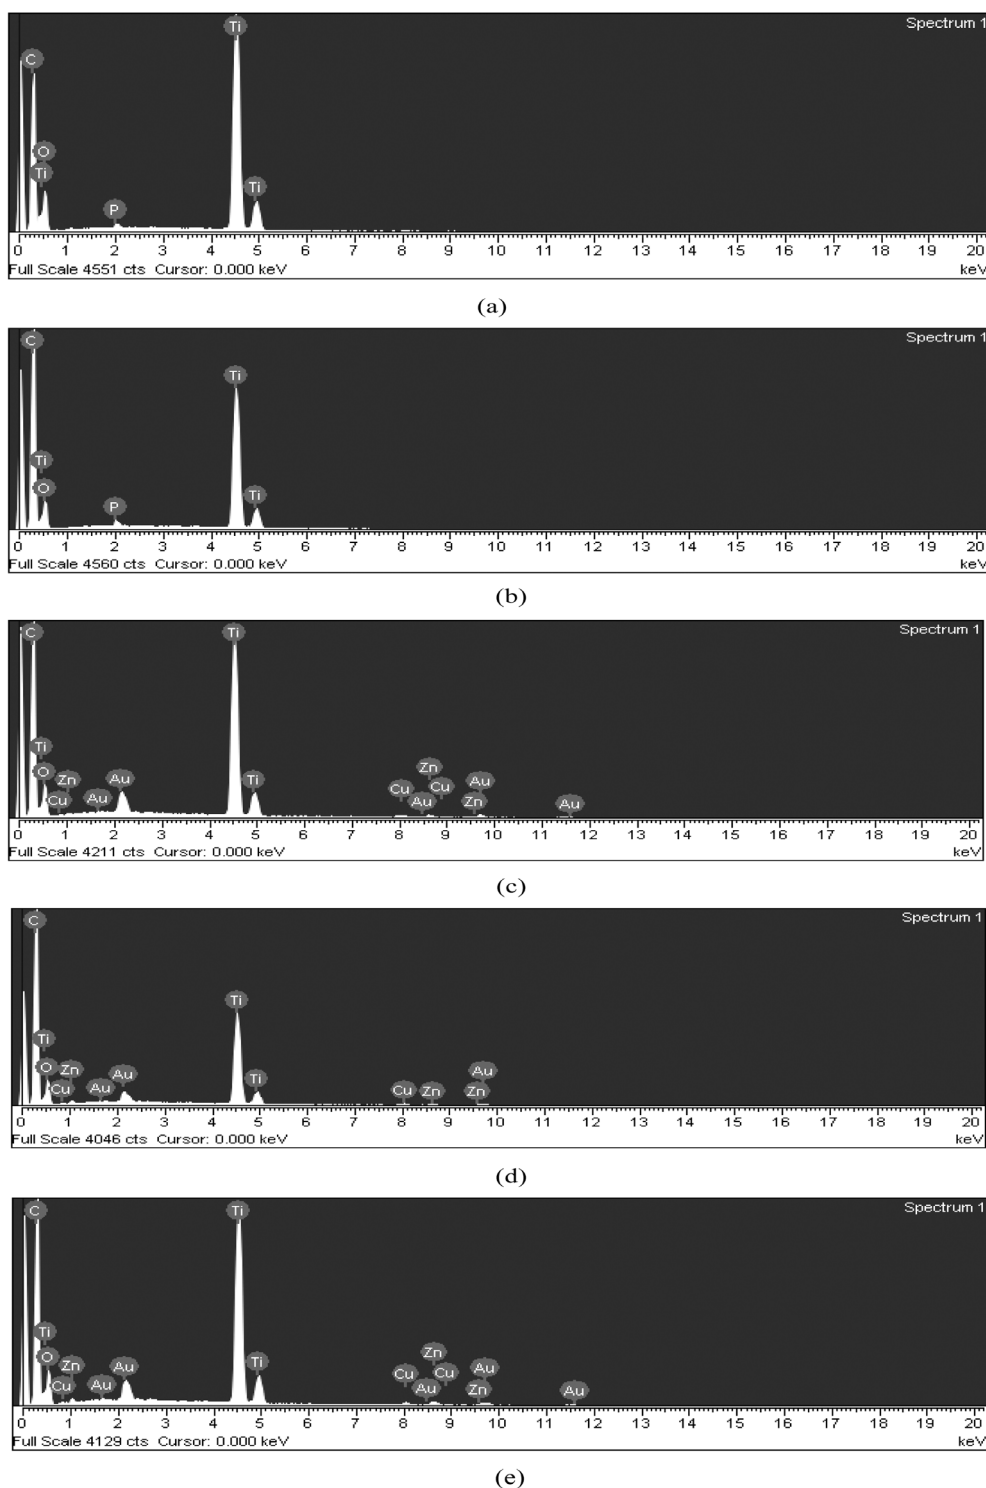 Spectrum 1
Ti
C
O
Ti
Ti
P
0 1 2 3 4 5 6 7 8 9 10 11 12 13 14 15 16 17 18 19 20
Full Scale 4551 cts Cursor: 0.000 keV keV
(a)
Spectrum 1
C
Ti
Ti
O
Ti
P
0 1 2 3 4 5 6 7 8 9 10 11 12 13 14 15 16 17 18 19 20
Full Scale 4560 cts Cursor: 0.000 keV keV
(b)
Spectrum 1
C Ti
Ti
Zn
O Zn Au Ti Au
Cu Cu
Cu Au Au Zn Au
0 1 2 3 4 5 6 7 8 9 10 11 12 13 14 15 16 17 18 19 20
Full Scale 4211 cts Cursor: 0.000 keV keV
(c)
Spectrum 1
C
Ti
Ti
O Zn Au Au
Ti
Cu Au Cu Zn Zn
0 1 2 3 4 5 6 7 8 9 10 11 12 13 14 15 16 17 18 19 20
Full Scale 4046 cts Cursor: 0.000 keV keV
(d)
Spectrum 1
C Ti
Ti
Zn
O Zn Au Ti Au
Cu Cu
Cu Au Au Zn Au
0 1 2 3 4 5 6 7 8 9 10 11 12 13 14 15 16 17 18 19 20
Full Scale 4129 cts Cursor: 0.000 keV keV
(e)